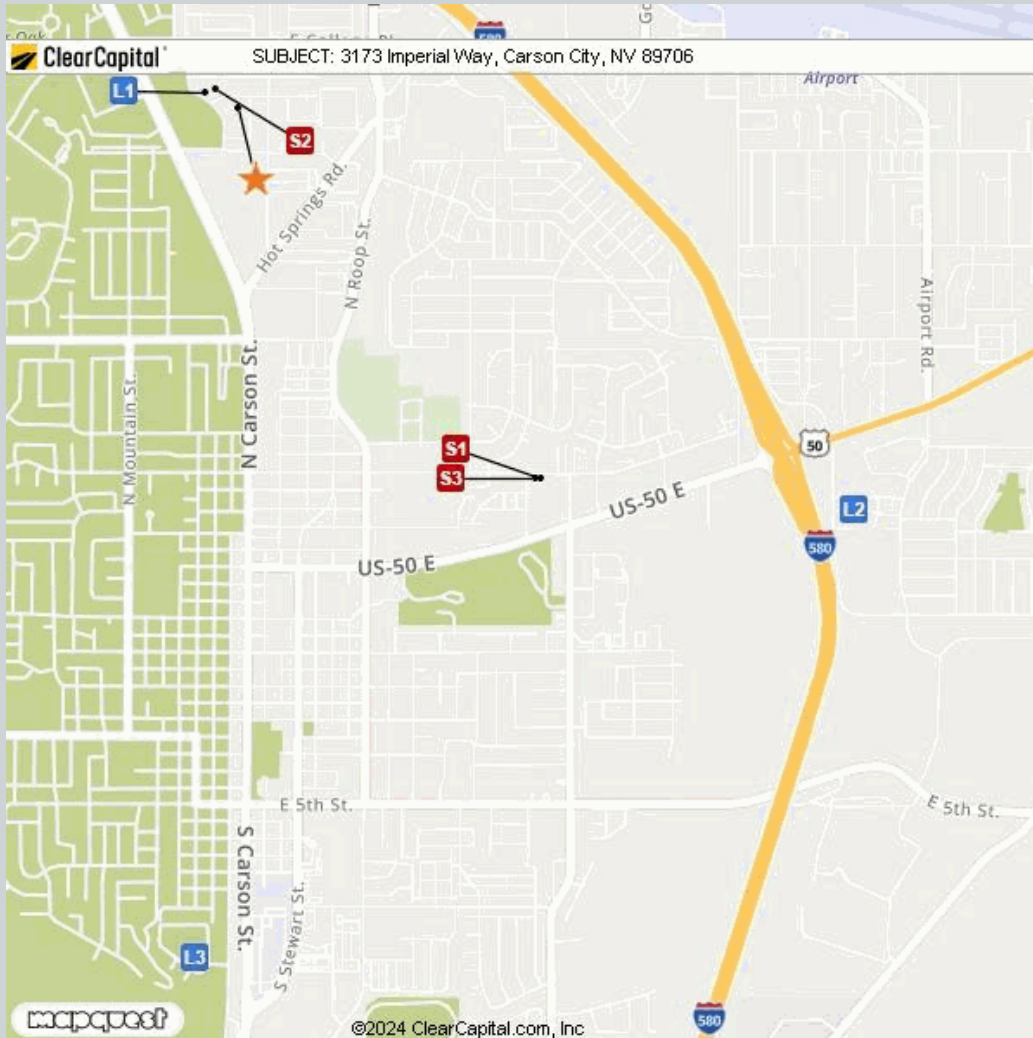 580
ClearCapital
SUBJECT: 3173 Imperial Way, Carson City, NV 89706
Airport
L1
S2
Hot Springs Rd.
N Roop St.
Airport Rd.
N Carson St.
N Mountain St.
S1
50
S3
US-50 E
L2
580
US-50 E
E 5th St.
E 5th St.
S Carson St.
S Stewart St.
L3
580
mapquest
©2024 ClearCapital.com, Inc